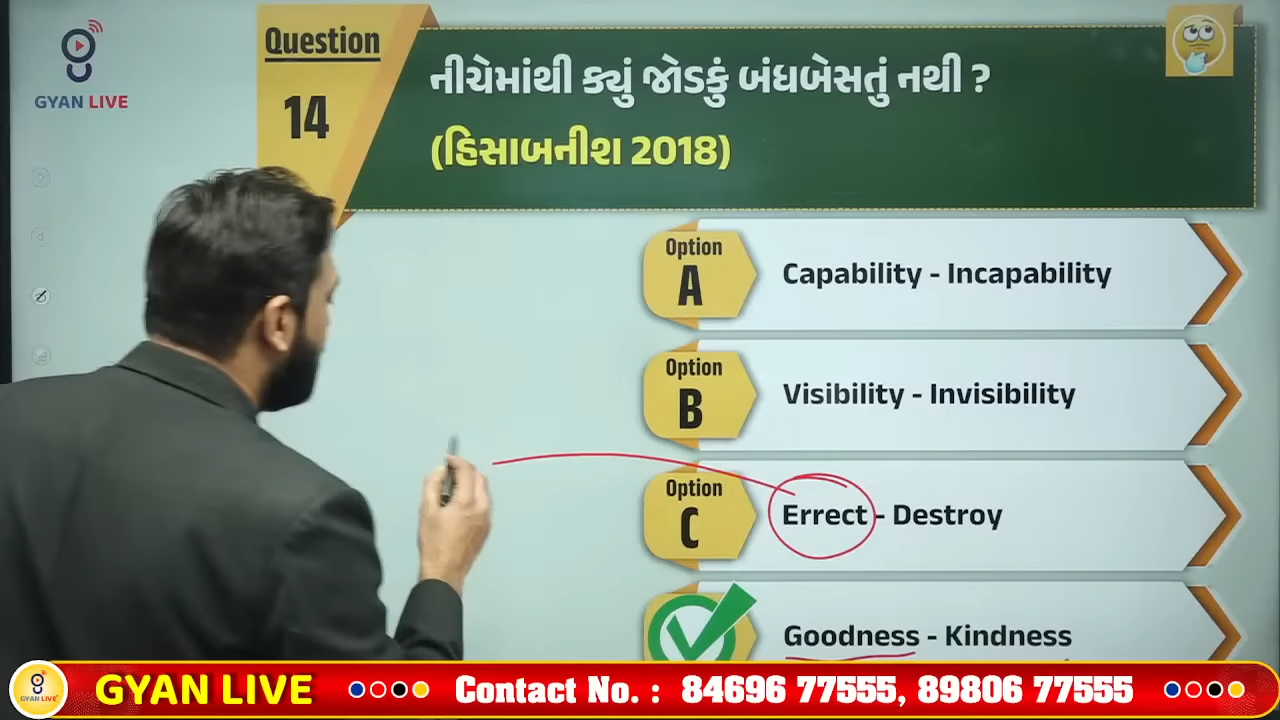 GYAN LIVE
Question
14
નીચેમાંથી ક્યું જોડકું બંધબેસતું નથી ?
(હિસાબનીશ 2018)
Option
A
Capability - Incapability
Option
B
Visibility - Invisibility
Option
C
Errect - Destroy
Goodness - Kindness
GYAN LIVE
GYAN LIVE
Contact No. : 84696 77555, 89806 77555